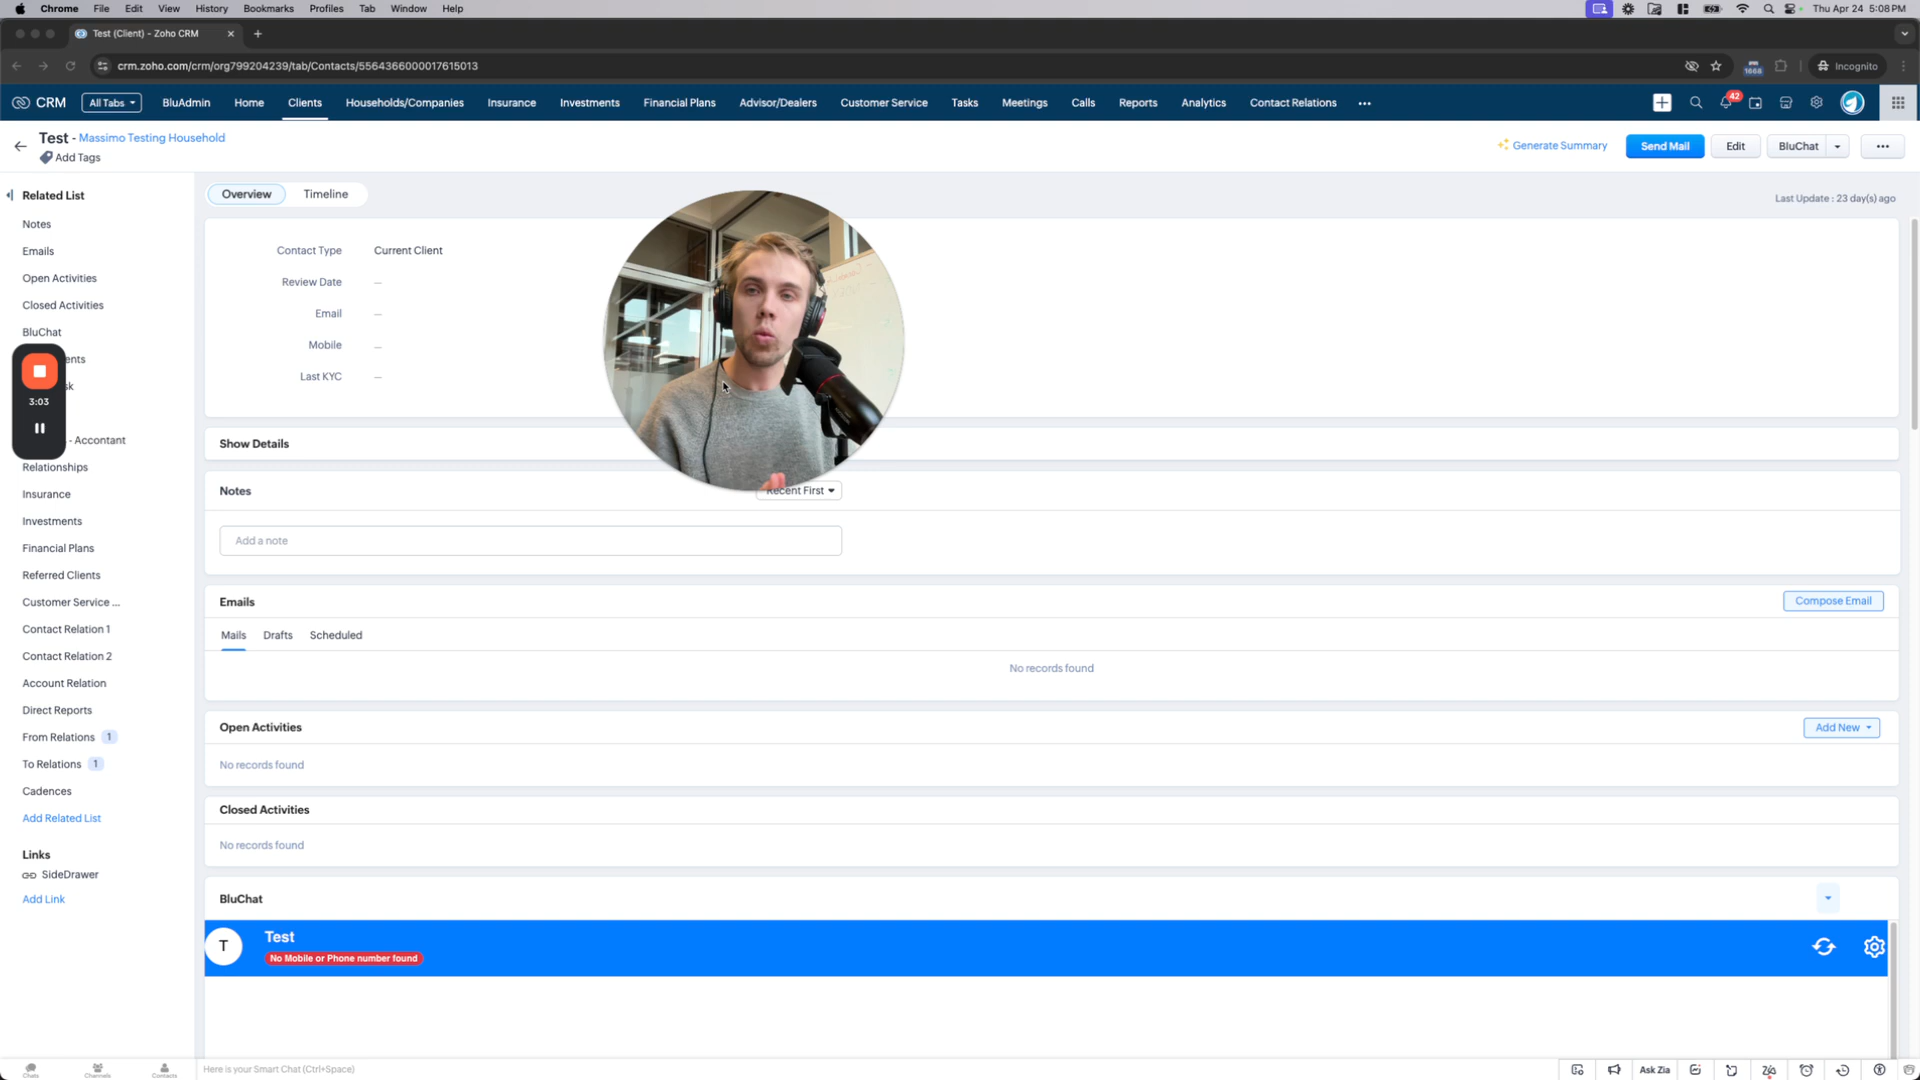 Chrome File Edit View History Bookmarks Profiles Tab Window Help
Thu Apr 24 5:08 PM
Test (Client) - Zoho CRM
crm.zoho.com/crm/org799204239/tab/Contacts/5564366000017615013
1668
Incognito
CRM All Tabs BluAdmin Home Clients Households/Companies Insurance Investments Financial Plans Advisor/Dealers Customer Service Tasks Meetings Calls Reports Analytics Contact Relations
42
Test - Massimo Testing Household
Add Tags
Generate Summary Send Mail Edit BluChat
Related List
Notes
Emails
Open Activities
Closed Activities
BluChat
3:03
- Accontant
Relationships
Insurance
Investments
Financial Plans
Referred Clients
Customer Service ...
Contact Relation 1
Contact Relation 2
Account Relation
Direct Reports
From Relations 1
To Relations 1
Cadences
Add Related List
Links
SideDrawer
Add Link
Overview Timeline
Last Update : 23 day(s) ago
Contact Type Current Client
Review Date —
Email —
Mobile —
Last KYC —
Show Details
Notes Recent First
Add a note
Emails Compose Email
Mails Drafts Scheduled
No records found
Open Activities Add New
No records found
Closed Activities
No records found
BluChat
T Test
No Mobile or Phone number found
Chats Channels Contacts
Here is your Smart Chat (Ctrl+Space)
Ask Zia